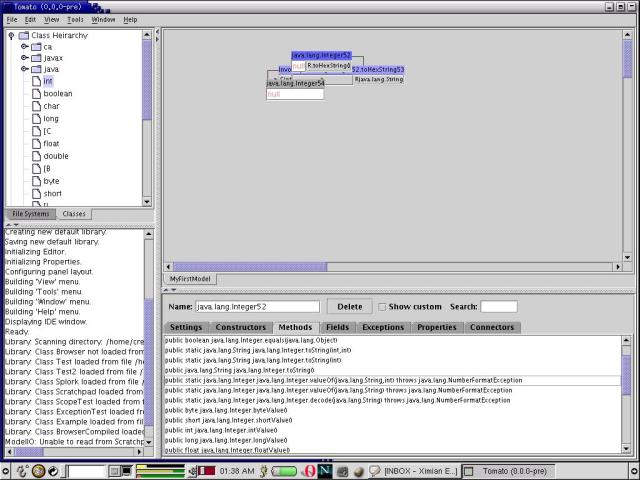 Tomato (0.0.0-pre)
File Edit View Tools Window Help
Class Heirarchy
ca
javax
java
int
boolean
char
long
[C
float
double
[B
byte
short
File Systems Classes
Creating new default library.
Saving new default library.
Initializing Editor.
Initializing Properties.
Configuring panel layout.
Building 'View' menu.
Building 'Tools' menu.
Building 'Window' menu.
Building 'Help' menu.
Displaying IDE window.
Ready.
Library: Scanning directory: /home/cre
Library: Class Browser not loaded from
Library: Class Test loaded from file /h
Library: Class Test2 loaded from file /
Library: Class Splork loaded from file /
Library: Class Scratchpad loaded from
Library: Class ScopeTest loaded from f
Library: Class ExceptionTest loaded fr
Library: Class Example loaded from fil
Library: Class BrowserCompiled loaded
ModelIO: Unable to read from Scratchp
java.lang.Integer52
null R.toHexString()
Invo 52.toHexString53
R java.lang.String
java.lang.Integer54
null
MyFirstModel
Name: java.lang.Integer52 Delete Show custom Search:
Settings Constructors Methods Fields Exceptions Properties Connectors
public boolean java.lang.Integer.equals(java.lang.Object)
public static java.lang.String java.lang.Integer.toString(int,int)
public static java.lang.String java.lang.Integer.toString(int)
public java.lang.String java.lang.Integer.toString()
public static java.lang.Integer java.lang.Integer.valueOf(java.lang.String,int) throws java.lang.NumberFormatException
public static java.lang.Integer java.lang.Integer.valueOf(java.lang.String) throws java.lang.NumberFormatException
public static java.lang.Integer java.lang.Integer.decode(java.lang.String) throws java.lang.NumberFormatException
public byte java.lang.Integer.byteValue()
public short java.lang.Integer.shortValue()
public int java.lang.Integer.intValue()
public long java.lang.Integer.longValue()
public float java.lang.Integer.floatValue()
01:38 AM [INBOX - Ximian E... Tomato (0.0.0-pre)